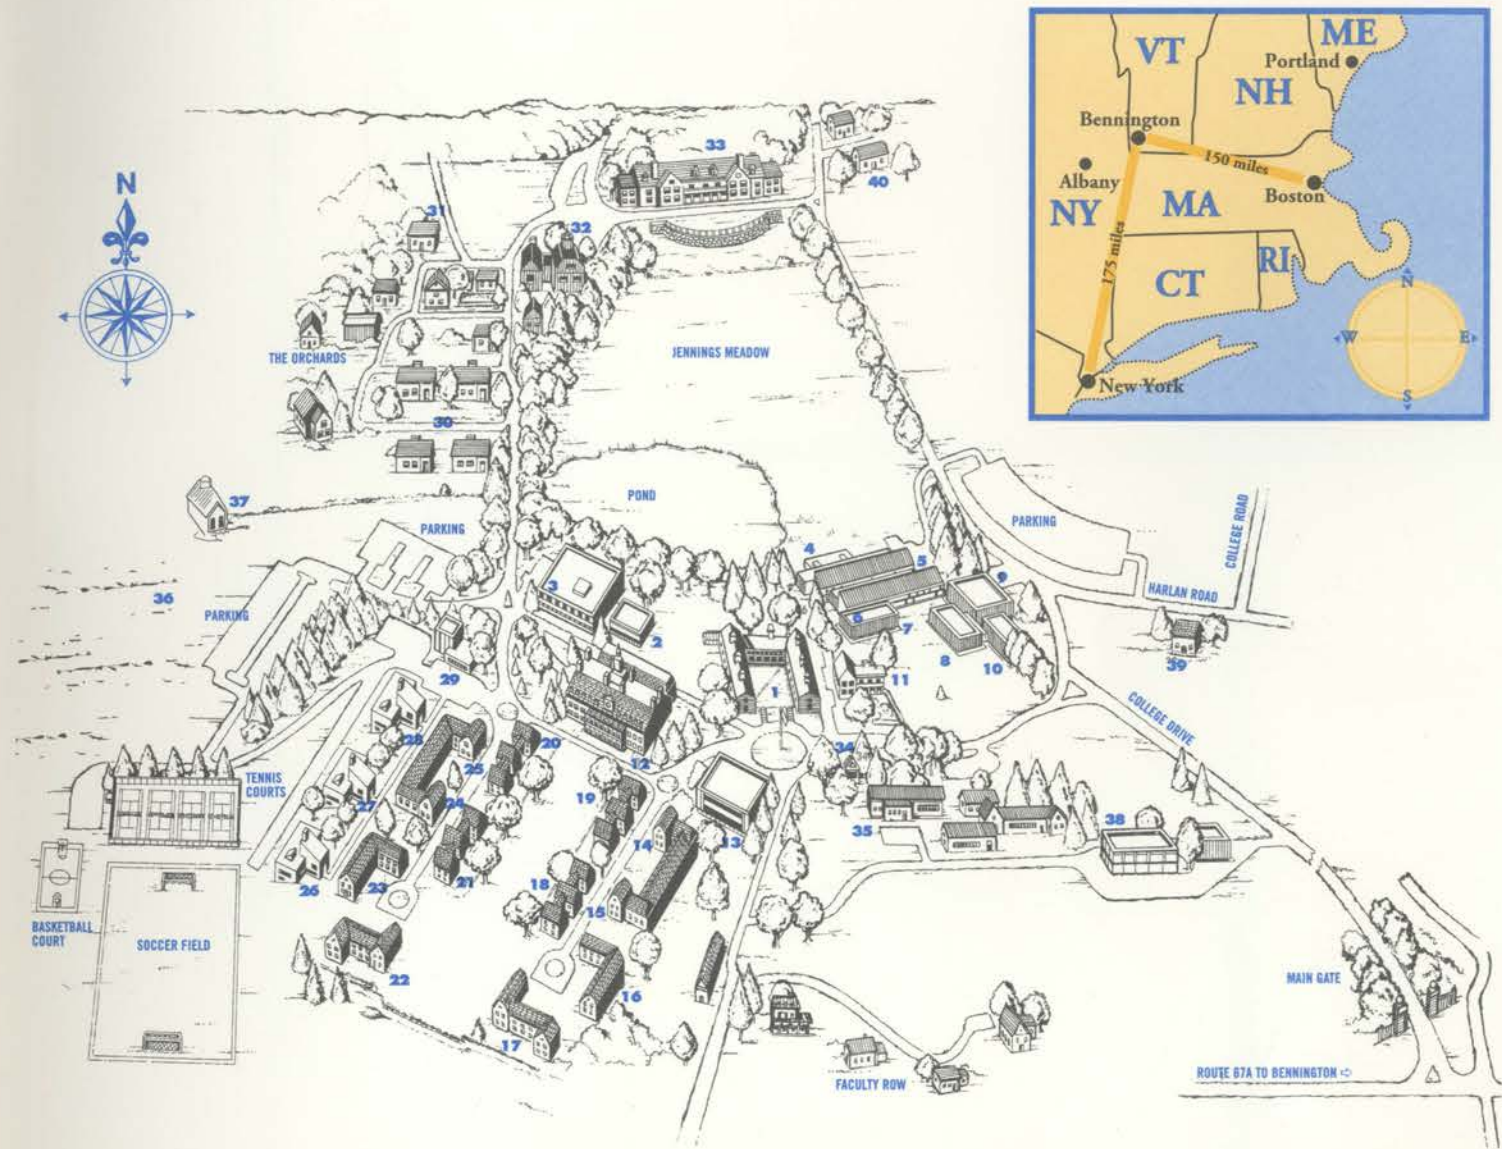 VT
ME
Portland
NH
Bennington
150 miles
Albany
Boston
NY
MA
175 miles
RI
CT
N
W
E
S
New York
N
33
40
31
32
THE ORCHARDS
JENNINGS MEADOW
30
37
POND
PARKING
PARKING
COLLEGE ROAD
4
5
9
3
HARLAN ROAD
36
PARKING
6
7
2
8
10
39
29
1
11
COLLEGE DRIVE
28
20
12
34
25
TENNIS
COURTS
27
24
19
13
35
38
14
26
23
21
18
15
BASKETBALL
COURT
SOCCER FIELD
22
16
17
MAIN GATE
FACULTY ROW
ROUTE 67A TO BENNINGTON ⇨